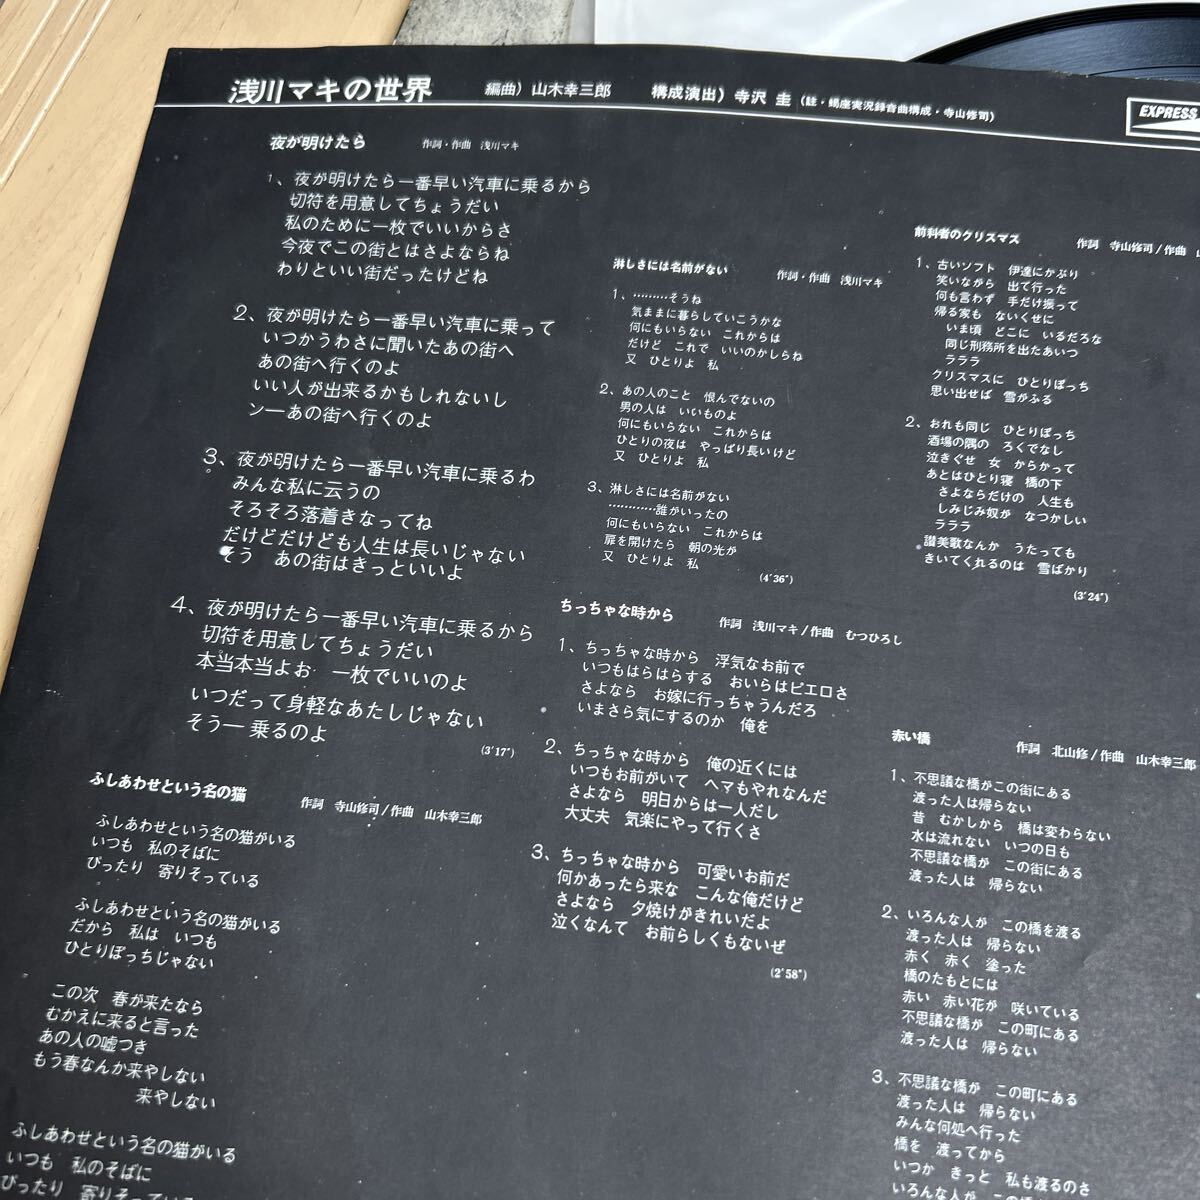 浅川マキの世界　編曲）山木幸三郎　構成演出）寺沢 圭（註・蝎座実況録音曲構成・寺山修司）
EXPRESS
夜が明けたら　作詞・作曲　浅川マキ
1、夜が明けたら一番早い汽車に乗るから
切符を用意してちょうだい
私のために一枚でいいからさ
今夜でこの街とはさよならね
わりといい街だったけどね
2、夜が明けたら一番早い汽車に乗って
いつかうわさに聞いたあの街へ
あの街へ行くのよ
いい人が出来るかもしれないし
ンーあの街へ行くのよ
3、夜が明けたら一番早い汽車に乗るわ
みんな私に云うの
そろそろ落着きなってね
だけどだけども人生は長いじゃない
そう　あの街はきっといいよ
4、夜が明けたら一番早い汽車に乗るから
切符を用意してちょうだい
本当本当よお　一枚でいいのよ
いつだって身軽なあたしじゃない
そうー乗るのよ
(3'17")
ふしあわせという名の猫　作詞　寺山修司/作曲　山木幸三郎
ふしあわせという名の猫がいる
いつも　私のそばに
ぴったり　寄りそっている
ふしあわせという名の猫がいる
だから　私は　いつも
ひとりぼっちじゃない
この次　春が来たなら
むかえに来ると言った
あの人の嘘つき
もう春なんか来やしない
来やしない
ふしあわせという名の猫がいる
いつも　私のそばに
ぴったり　寄りそっている
淋しさには名前がない　作詞・作曲　浅川マキ
1、………そうね
気ままに暮らしていこうかな
何にもいらない　これからは
だけど　これで　いいのかしらね
又　ひとりよ　私
2、あの人のこと　恨んでないの
男の人は　いいものよ
何にもいらない　これからは
ひとりの夜は　やっぱり長いけど
又　ひとりよ　私
3、淋しさには名前がない
…………誰がいったの
何にもいらない　これからは
扉を開けたら　朝の光が
又　ひとりよ　私
(4'36")
ちっちゃな時から　作詞　浅川マキ/作曲　むつひろし
1、ちっちゃな時から　浮気なお前で
いつもはらはらする　おいらはピエロさ
さよなら　お嫁に行っちゃうんだろ
いまさら気にするのか　俺を
2、ちっちゃな時から　俺の近くには
いつもお前がいて　ヘマもやれなんだ
さよなら　明日からは一人だし
大丈夫　気楽にやって行くさ
3、ちっちゃな時から　可愛いお前だ
何かあったら来な　こんな俺だけど
さよなら　夕焼けがきれいだよ
泣くなんて　お前らしくもないぜ
(2'58")
前科者のクリスマス　作詞　寺山修司/作曲
1、古いソフト　伊達にかぶり
笑いながら　出て行った
何も言わず　手だけ振って
帰る家も　ないくせに
いま頃　どこに　いるだろな
同じ刑務所を出たあいつ
ラララ
クリスマスに　ひとりぼっち
思い出せば　雪がふる
2、おれも同じ　ひとりぼっち
酒場の隅の　ろくでなし
泣きぐせ　女　からかって
あとはひとり寝　橋の下
さよならだけの　人生も
しみじみ奴が　なつかしい
ラララ
讃美歌なんか　うたっても
きいてくれるのは　雪ばかり
(3'24")
赤い橋　作詞　北山修/作曲　山木幸三郎
1、不思議な橋がこの街にある
渡った人は帰らない
昔　むかしから　橋は変わらない
水は流れない　いつの日も
不思議な橋が　この街にある
渡った人は　帰らない
2、いろんな人が　この橋を渡る
渡った人は　帰らない
赤く　赤く　塗った
橋のたもとには
赤い　赤い花が　咲いている
不思議な橋が　この町にある
渡った人は　帰らない
3、不思議な橋が　この町にある
渡った人は　帰らない
みんな何処へ行った
橋を　渡ってから
いつか　きっと　私も渡るのさ
いろんな人が　この橋